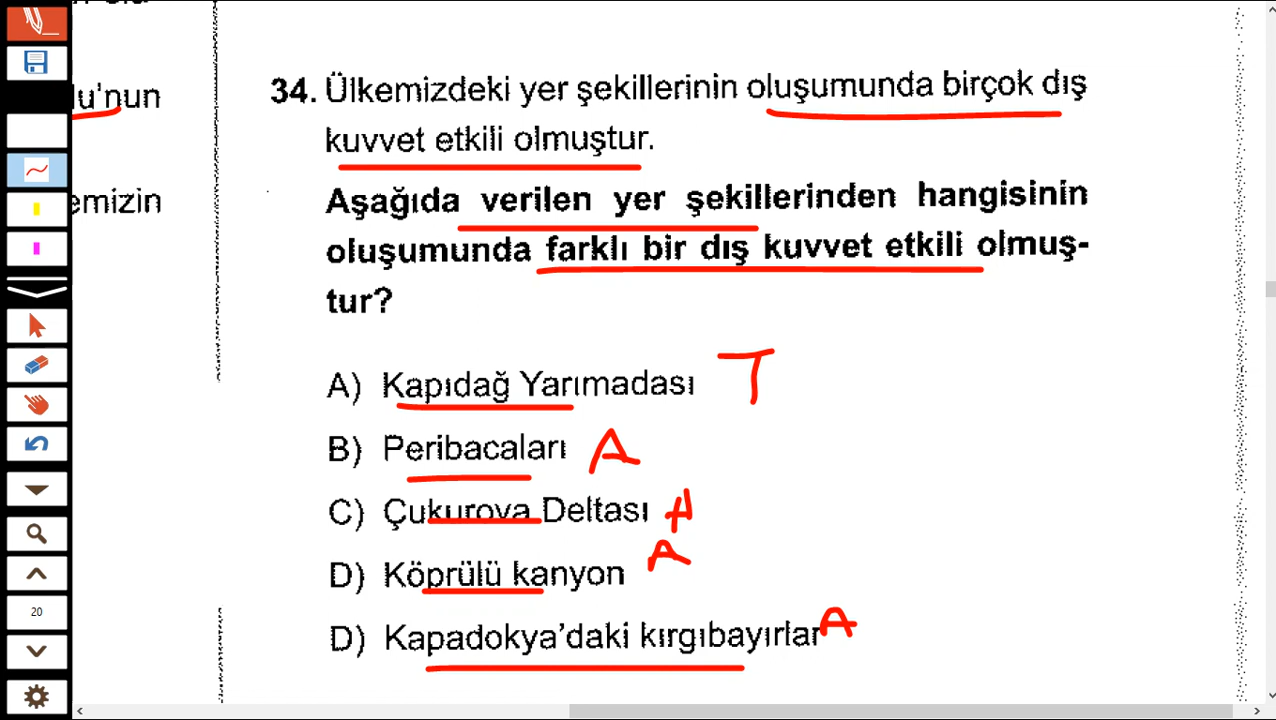 lu'nun
emizin
34. Ülkemizdeki yer şekillerinin oluşumunda birçok dış
kuvvet etkili olmuştur.
Aşağıda verilen yer şekillerinden hangisinin
oluşumunda farklı bir dış kuvvet etkili olmuş-
tur?
A) Kapıdağ Yarımadası T
B) Peribacaları A
C) Çukurova Deltası A
D) Köprülü kanyon A
D) Kapadokya'daki kırgıbayırlar A
20